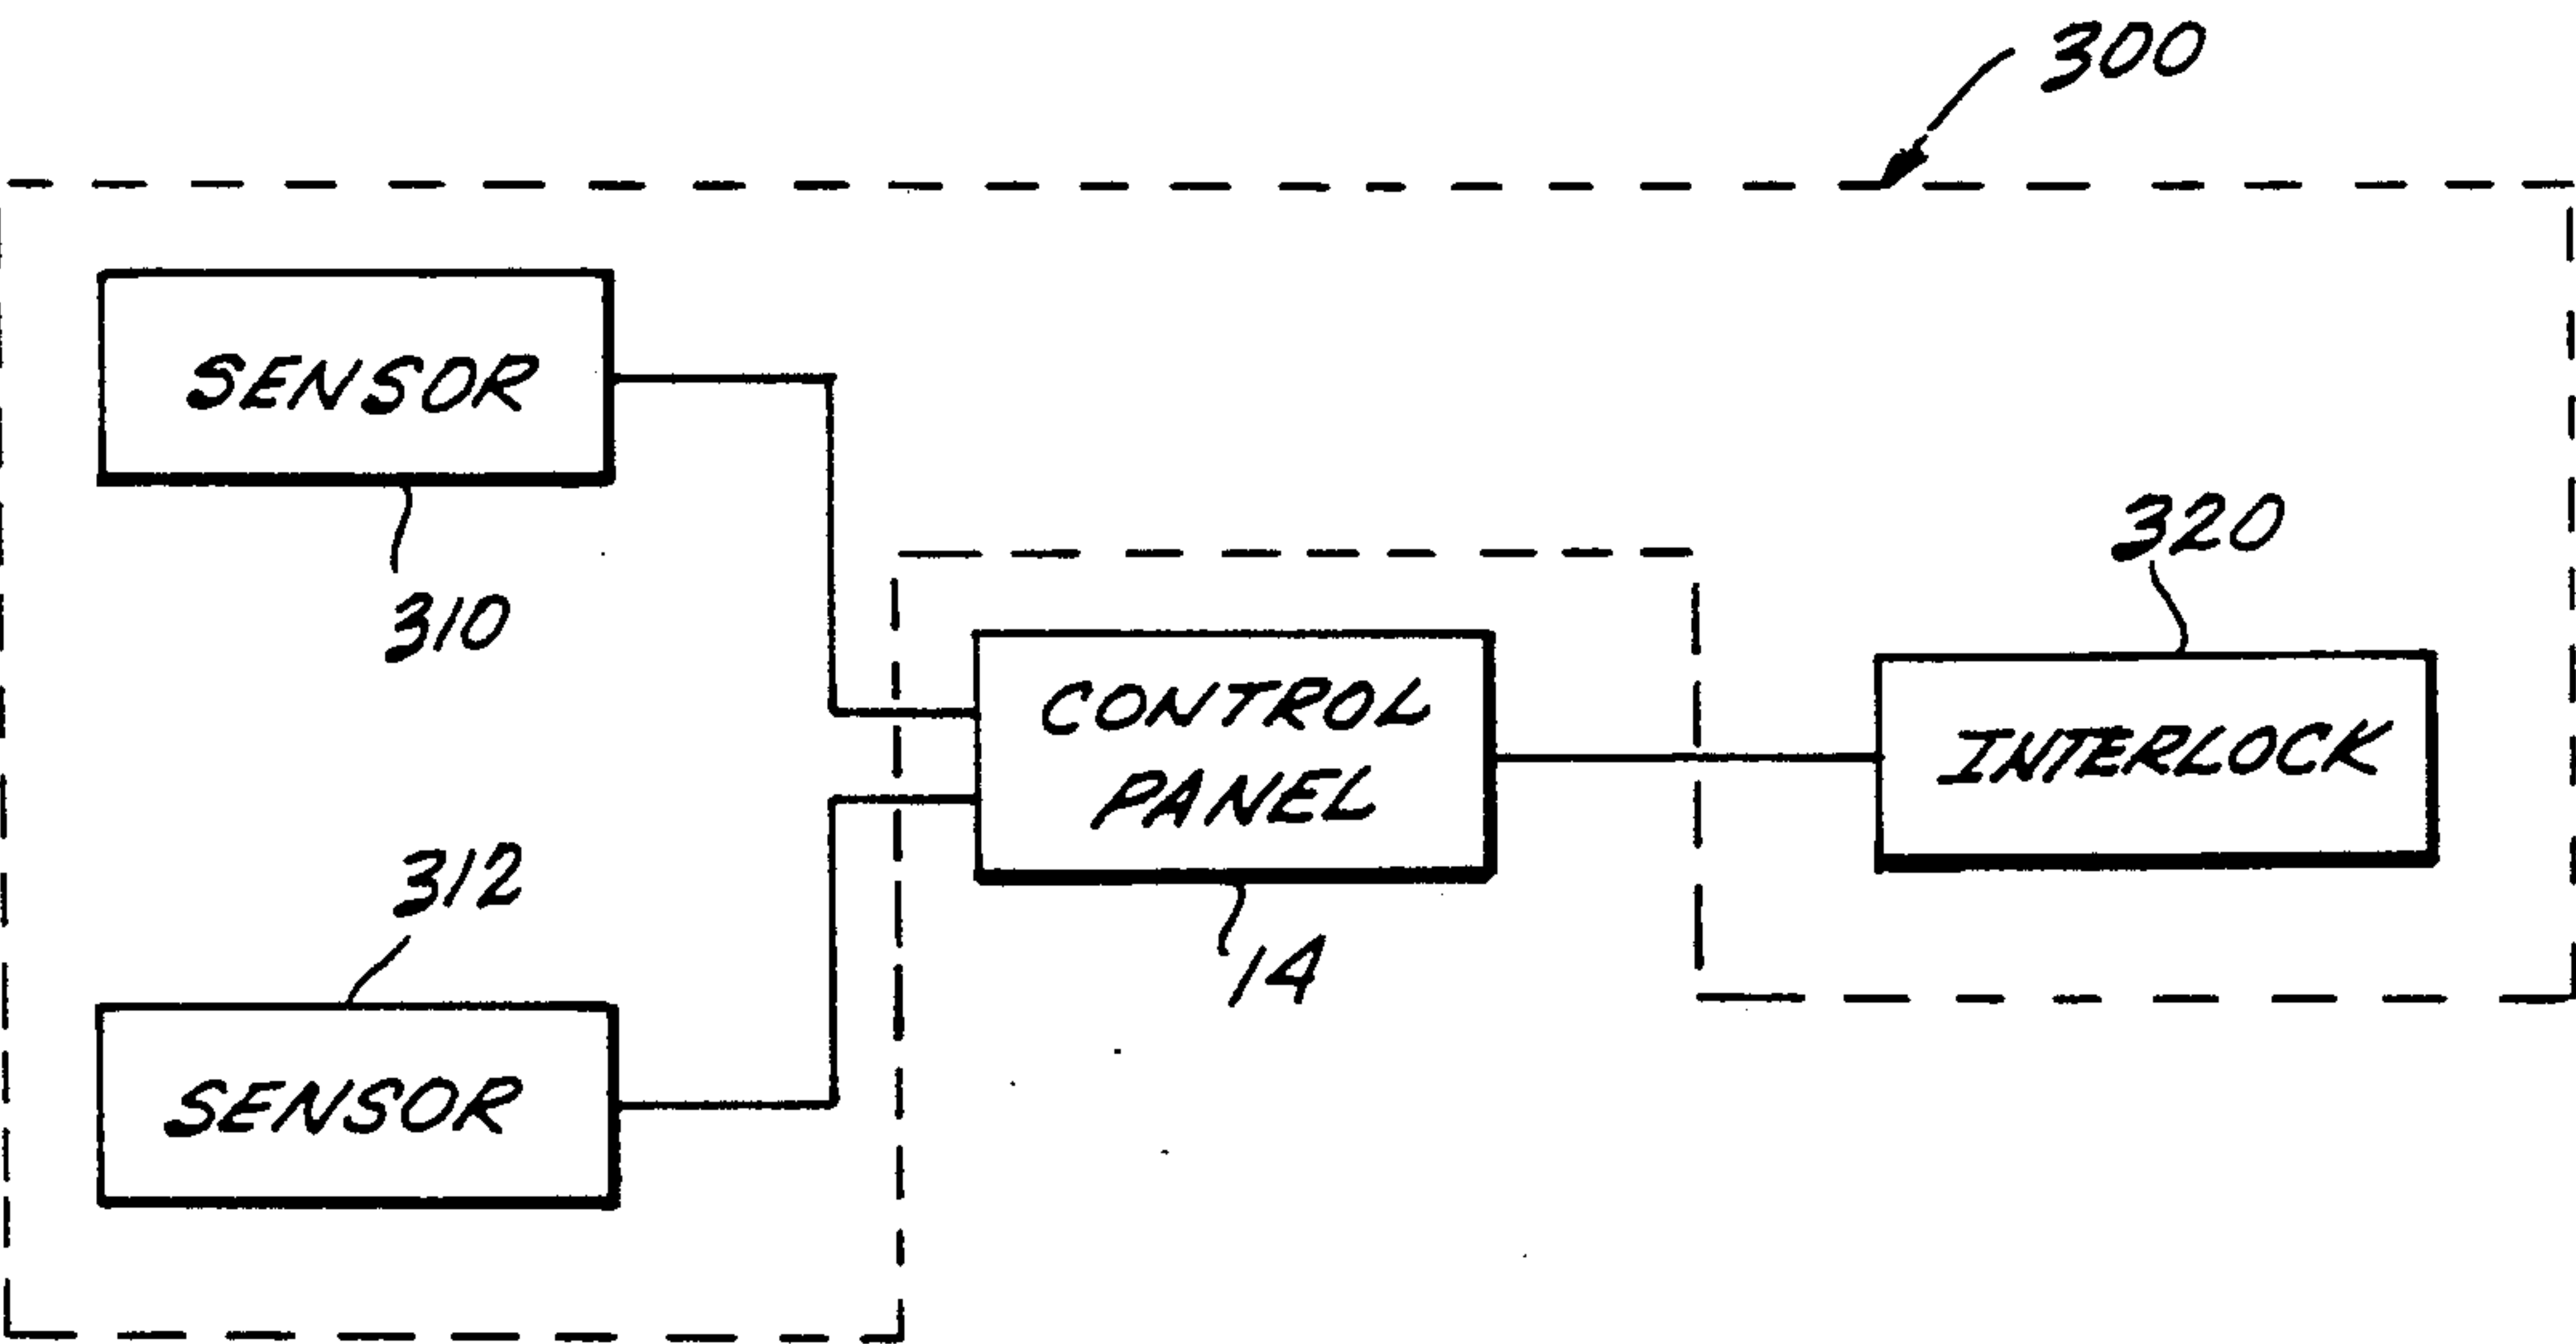 300
SENSOR
310
320
CONTROL
PANEL
INTERLOCK
14
312
SENSOR